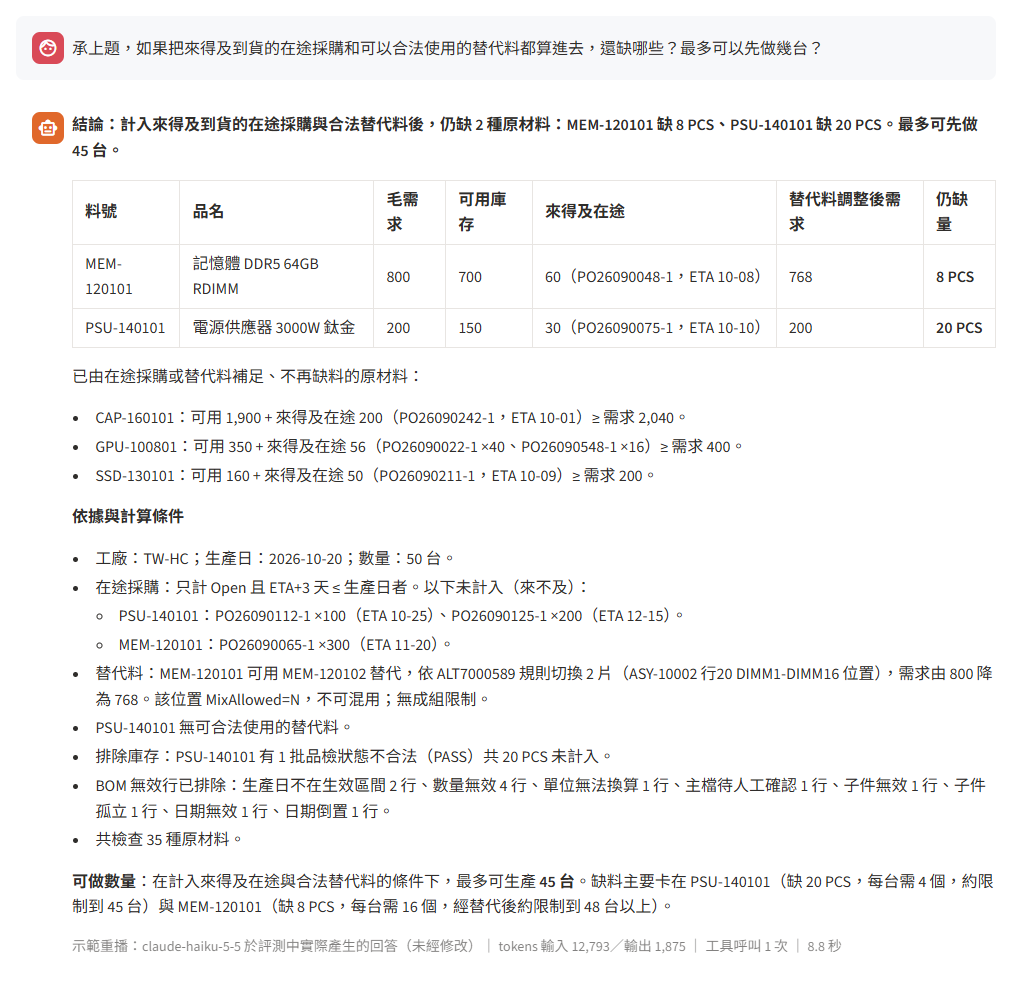 承上題，如果把來得及到貨的在途採購和可以合法使用的替代料都算進去，還缺哪些？最多可以先做幾台？
結論：計入來得及到貨的在途採購與合法替代料後，仍缺 2 種原材料：MEM-120101 缺 8 PCS、PSU-140101 缺 20 PCS。最多可先做
45 台。
料號 品名 毛需求 可用庫存 來得及在途 替代料調整後需求 仍缺量
MEM-120101 記憶體 DDR5 64GB RDIMM 800 700 60（PO26090048-1，ETA 10-08） 768 8 PCS
PSU-140101 電源供應器 3000W 鈦金 200 150 30（PO26090075-1，ETA 10-10） 200 20 PCS
已由在途採購或替代料補足、不再缺料的原材料：
• CAP-160101：可用 1,900 + 來得及在途 200（PO26090242-1，ETA 10-01）≥ 需求 2,040。
• GPU-100801：可用 350 + 來得及在途 56（PO26090022-1 ×40、PO26090548-1 ×16）≥ 需求 400。
• SSD-130101：可用 160 + 來得及在途 50（PO26090211-1，ETA 10-09）≥ 需求 200。
依據與計算條件
• 工廠：TW-HC；生產日：2026-10-20；數量：50 台。
• 在途採購：只計 Open 且 ETA+3 天 ≤ 生產日者。以下未計入（來不及）：
◦ PSU-140101：PO26090112-1 ×100（ETA 10-25）、PO26090125-1 ×200（ETA 12-15）。
◦ MEM-120101：PO26090065-1 ×300（ETA 11-20）。
• 替代料：MEM-120101 可用 MEM-120102 替代，依 ALT7000589 規則切換 2 片（ASY-10002 行20 DIMM1-DIMM16 位置），需求由 800 降
為 768。該位置 MixAllowed=N，不可混用；無成組限制。
• PSU-140101 無可合法使用的替代料。
• 排除庫存：PSU-140101 有 1 批品檢狀態不合法（PASS）共 20 PCS 未計入。
• BOM 無效行已排除：生產日不在生效區間 2 行、數量無效 4 行、單位無法換算 1 行、主檔待人工確認 1 行、子件無效 1 行、子件
孤立 1 行、日期無效 1 行、日期倒置 1 行。
• 共檢查 35 種原材料。
可做數量：在計入來得及在途與合法替代料的條件下，最多可生產 45 台。缺料主要卡在 PSU-140101（缺 20 PCS，每台需 4 個，約限
制到 45 台）與 MEM-120101（缺 8 PCS，每台需 16 個，經替代後約限制到 48 台以上）。
示範重播：claude-haiku-5-5 於評測中實際產生的回答（未經修改）｜ tokens 輸入 12,793／輸出 1,875 ｜ 工具呼叫 1 次 ｜ 8.8 秒